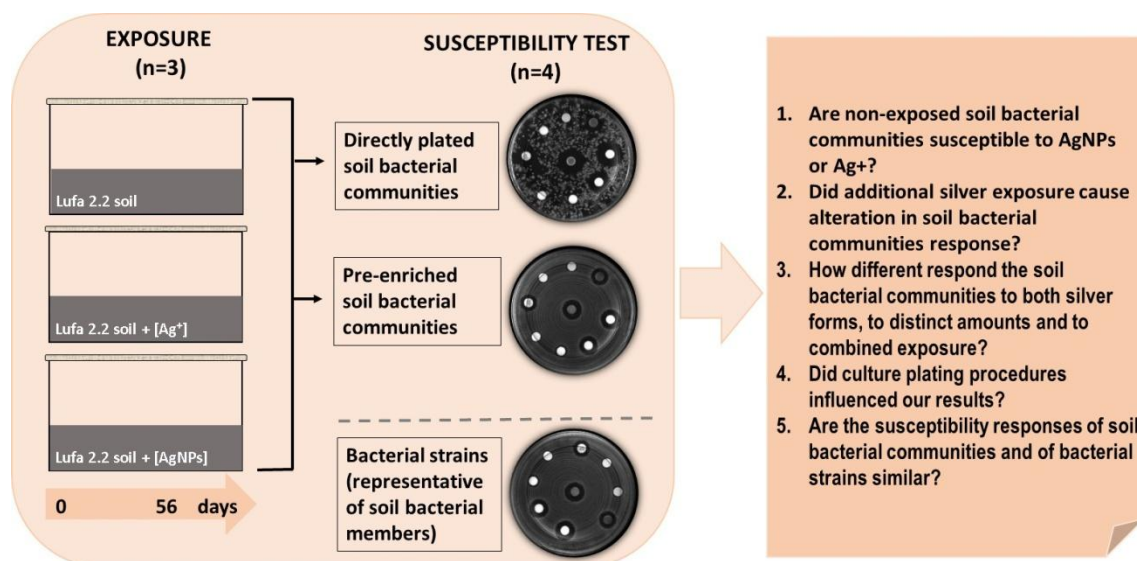 EXPOSURE
(n=3)
Lufa 2.2 soil
Lufa 2.2 soil + [Ag⁺]
Lufa 2.2 soil + [AgNPs]
0 56 days
SUSCEPTIBILITY TEST
(n=4)
Directly plated
soil bacterial
communities
Pre-enriched
soil bacterial
communities
Bacterial strains
(representative
of soil bacterial
members)
1. Are non-exposed soil bacterial
communities susceptible to AgNPs
or Ag+?
2. Did additional silver exposure cause
alteration in soil bacterial
communities response?
3. How different respond the soil
bacterial communities to both silver
forms, to distinct amounts and to
combined exposure?
4. Did culture plating procedures
influenced our results?
5. Are the susceptibility responses of soil
bacterial communities and of bacterial
strains similar?